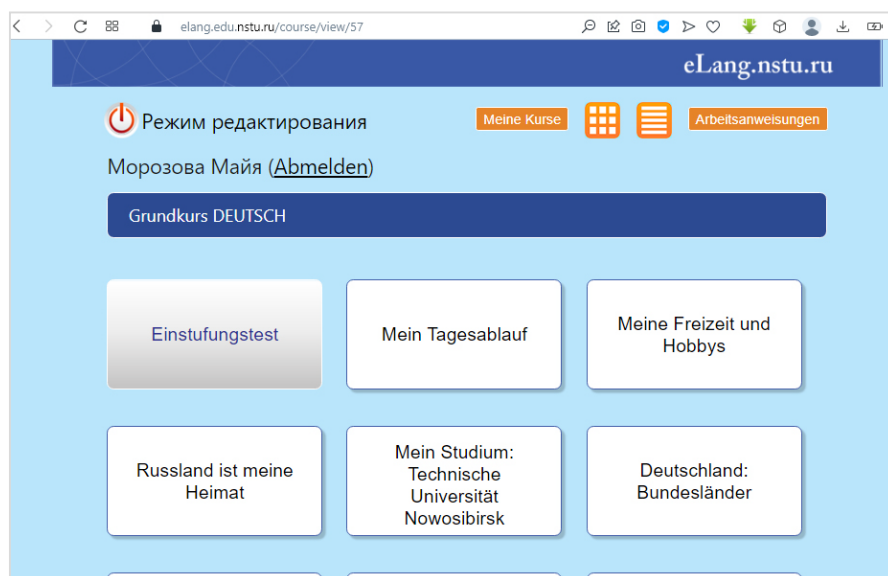 elang.edu.nstu.ru/course/view/57
eLang.nstu.ru
Режим редактирования
Meine Kurse
Arbeitsanweisungen
Морозова Майя (Abmelden)
Grundkurs DEUTSCH
Einstufungstest
Mein Tagesablauf
Meine Freizeit und
Hobbys
Russland ist meine
Heimat
Mein Studium:
Technische
Universität
Nowosibirsk
Deutschland:
Bundesländer